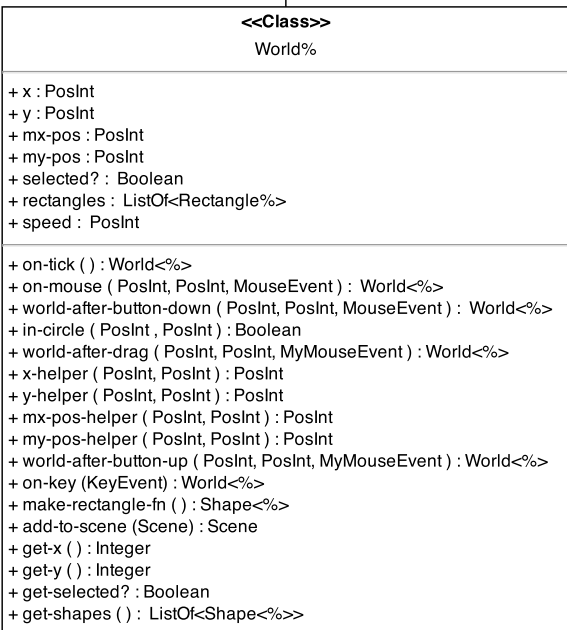 <<Class>>
World%
+ x : PosInt
+ y : PosInt
+ mx-pos : PosInt
+ my-pos : PosInt
+ selected? :  Boolean
+ rectangles :  ListOf<Rectangle%>
+ speed :  PosInt
+ on-tick ( ) : World<%>
+ on-mouse ( PosInt, PosInt, MouseEvent ) :  World<%>
+ world-after-button-down ( PosInt, PosInt, MouseEvent ) :  World<%>
+ in-circle ( PosInt , PosInt ) : Boolean
+ world-after-drag ( PosInt, PosInt, MyMouseEvent ) : World<%>
+ x-helper ( PosInt, PosInt ) : PosInt
+ y-helper ( PosInt, PosInt ) : PosInt
+ mx-pos-helper ( PosInt, PosInt ) : PosInt
+ my-pos-helper ( PosInt, PosInt ) : PosInt
+ world-after-button-up ( PosInt, PosInt, MyMouseEvent ) : World<%>
+ on-key (KeyEvent) : World<%>
+ make-rectangle-fn ( ) : Shape<%>
+ add-to-scene (Scene) : Scene
+ get-x ( ) : Integer
+ get-y ( ) : Integer
+ get-selected? : Boolean
+ get-shapes ( ) :  ListOf<Shape<%>>